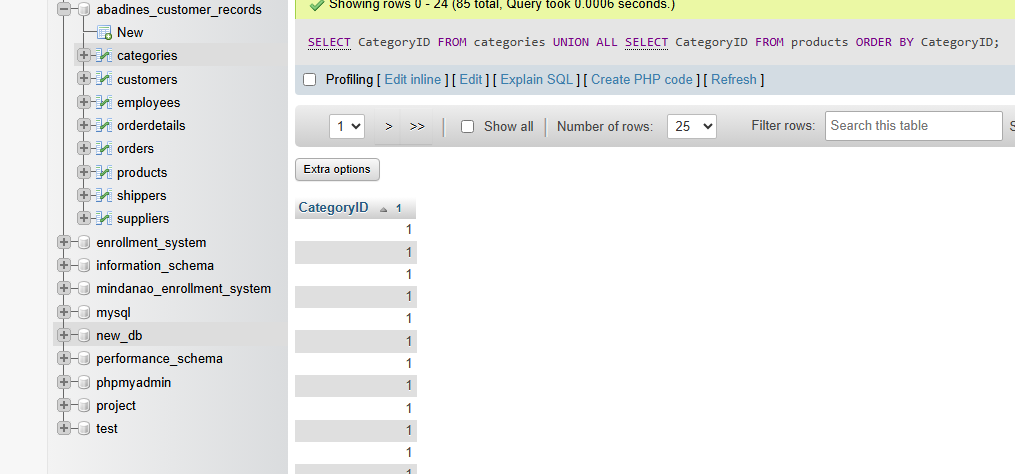 abadines_customer_records
New
categories
customers
employees
orderdetails
orders
products
shippers
suppliers
enrollment_system
information_schema
mindanao_enrollment_system
mysql
new_db
performance_schema
phpmyadmin
project
test
Showing rows 0 - 24 (85 total, Query took 0.0006 seconds.)
SELECT CategoryID FROM categories UNION ALL SELECT CategoryID FROM products ORDER BY CategoryID;
Profiling [ Edit inline ] [ Edit ] [ Explain SQL ] [ Create PHP code ] [ Refresh ]
1 > >> Show all Number of rows: 25 Filter rows: Search this table
Extra options
CategoryID 1
1
1
1
1
1
1
1
1
1
1
1